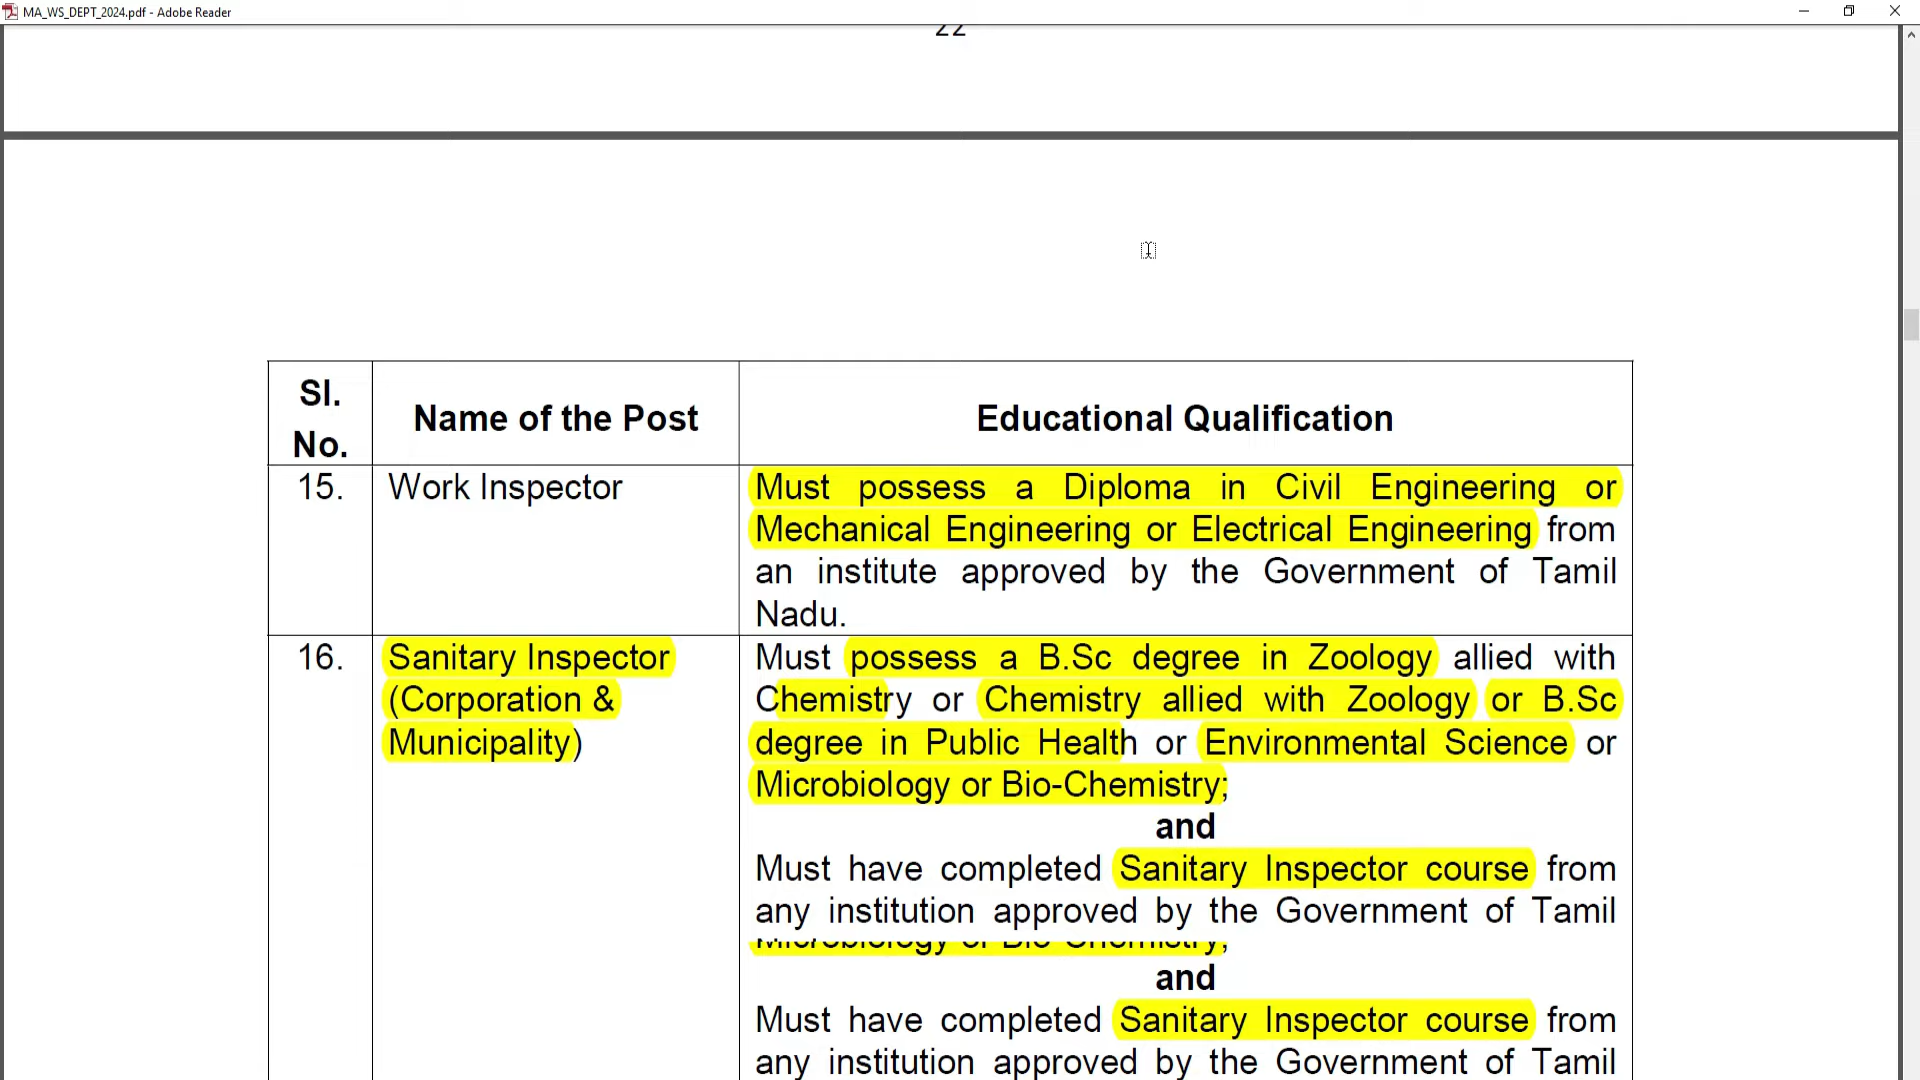 MA_WS_DEPT_2024.pdf - Adobe Reader
22
Sl.
No.
Name of the Post
Educational Qualification
15.
Work Inspector
Must possess a Diploma in Civil Engineering or
Mechanical Engineering or Electrical Engineering from
an institute approved by the Government of Tamil
Nadu.
16.
Sanitary Inspector
(Corporation &
Municipality)
Must possess a B.Sc degree in Zoology allied with
Chemistry or Chemistry allied with Zoology or B.Sc
degree in Public Health or Environmental Science or
Microbiology or Bio-Chemistry;
and
Must have completed Sanitary Inspector course from
any institution approved by the Government of Tamil
Microbiology or Bio-Chemistry;
and
Must have completed Sanitary Inspector course from
any institution approved by the Government of Tamil